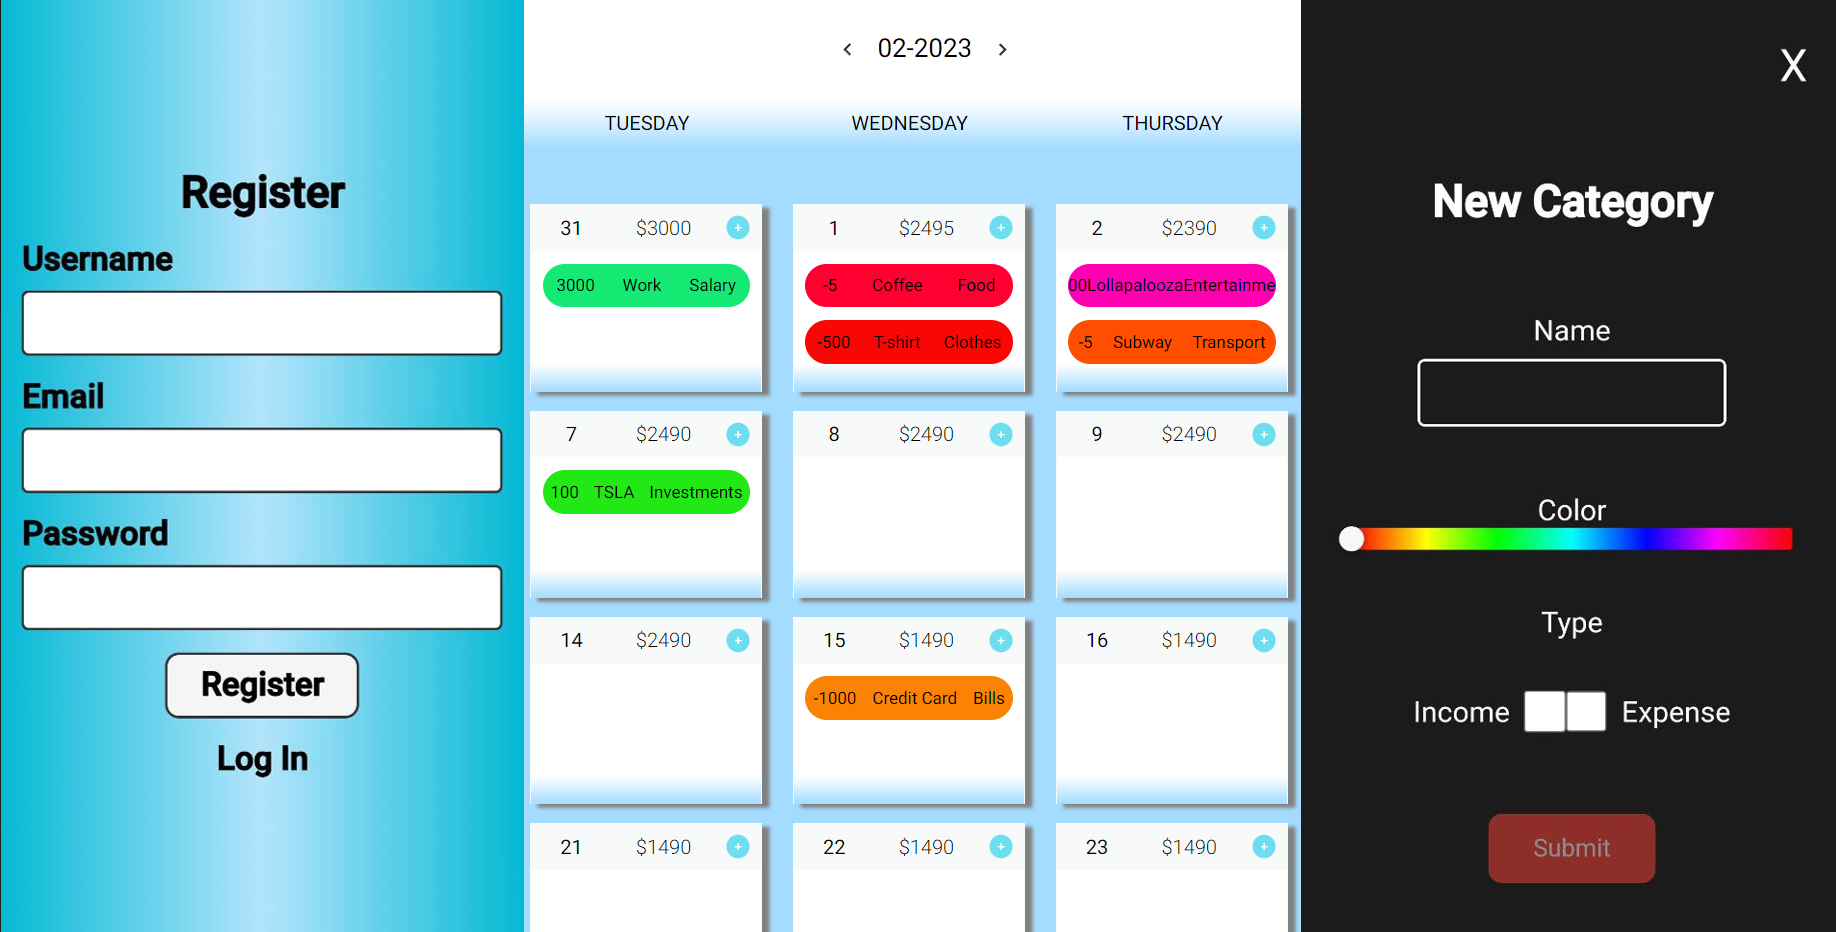 Register
Username
Email
Password
Register
Log In
< 02-2023 >
TUESDAY WEDNESDAY THURSDAY
31 $3000 + 1 $2495 + 2 $2390 +
3000 Work Salary -5 Coffee Food 00LollapaloozaEntertainme
-500 T-shirt Clothes -5 Subway Transport
7 $2490 + 8 $2490 + 9 $2490 +
100 TSLA Investments
14 $2490 + 15 $1490 + 16 $1490 +
-1000 Credit Card Bills
21 $1490 + 22 $1490 + 23 $1490 +
X
New Category
Name
Color
Type
Income Expense
Submit